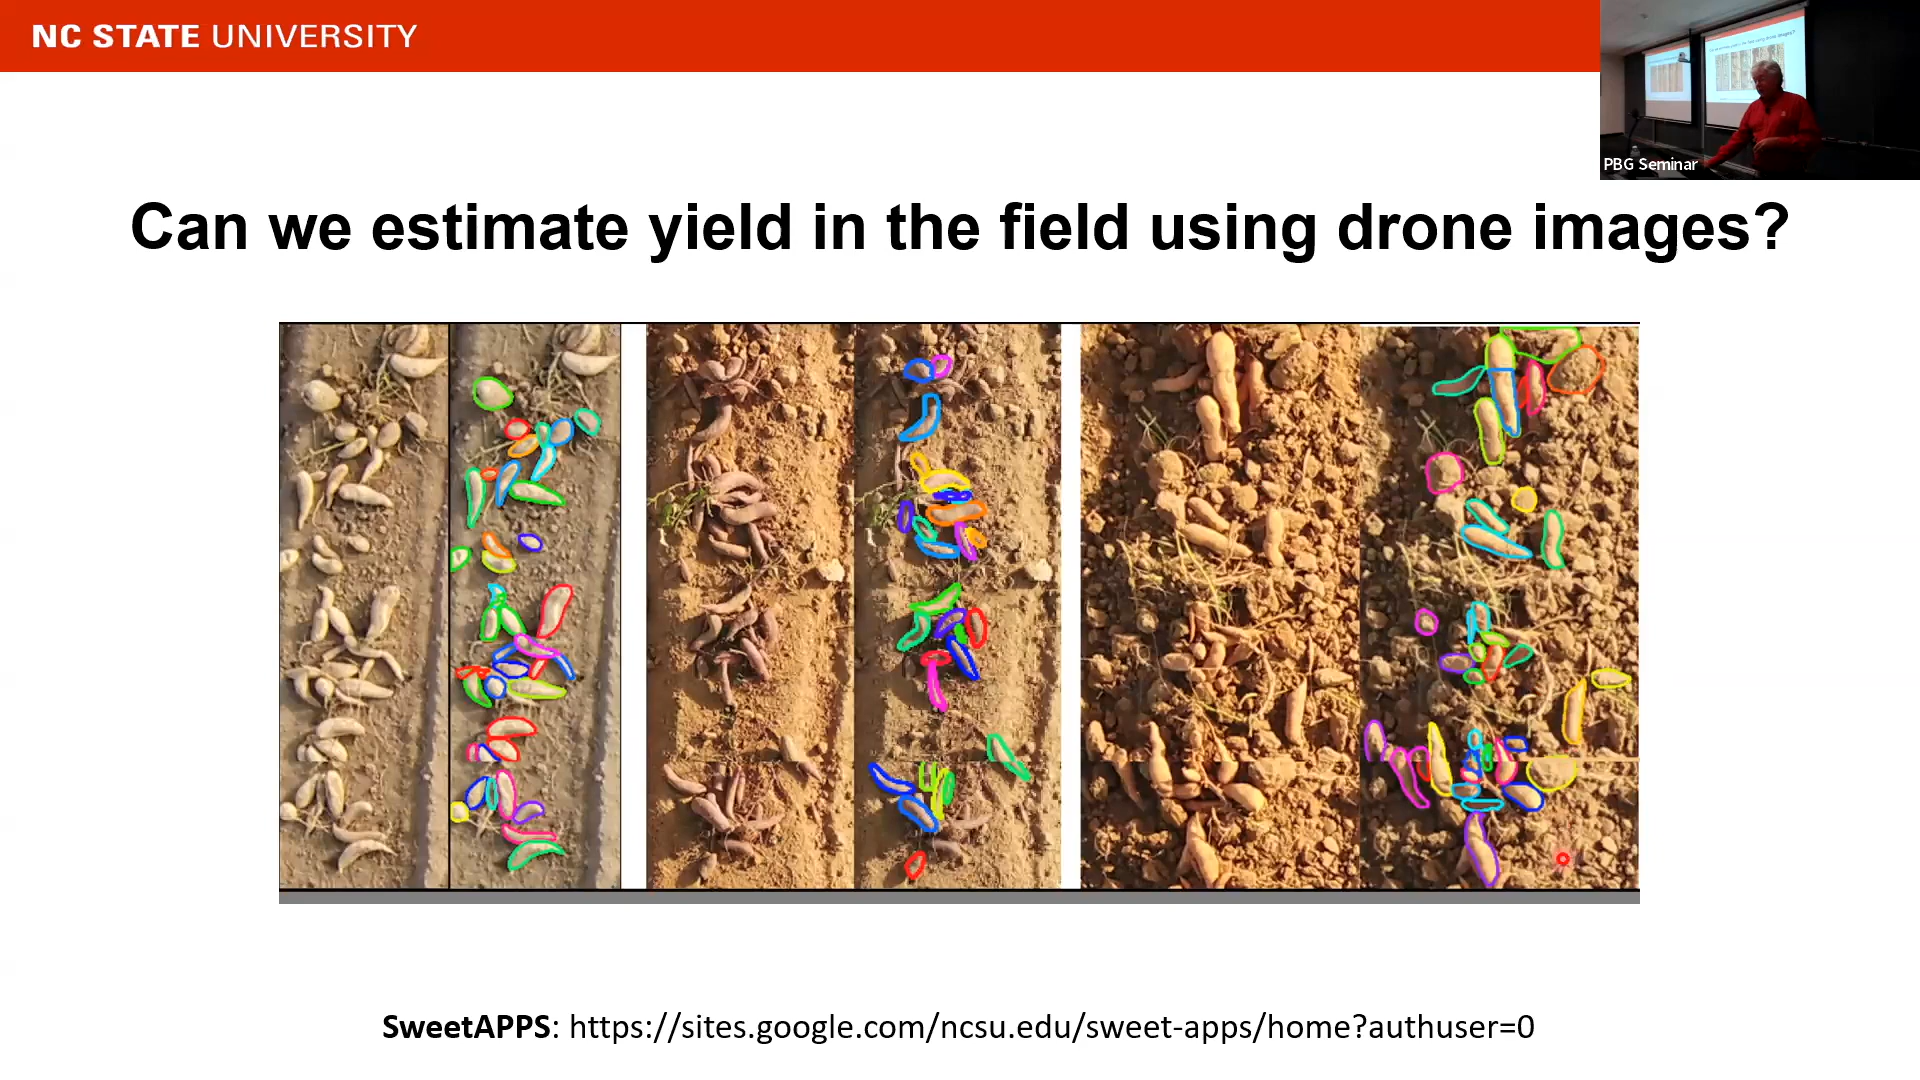 NC STATE UNIVERSITY
PBG Seminar
Can we estimate yield in the field using drone images?
SweetAPPS: https://sites.google.com/ncsu.edu/sweet-apps/home?authuser=0